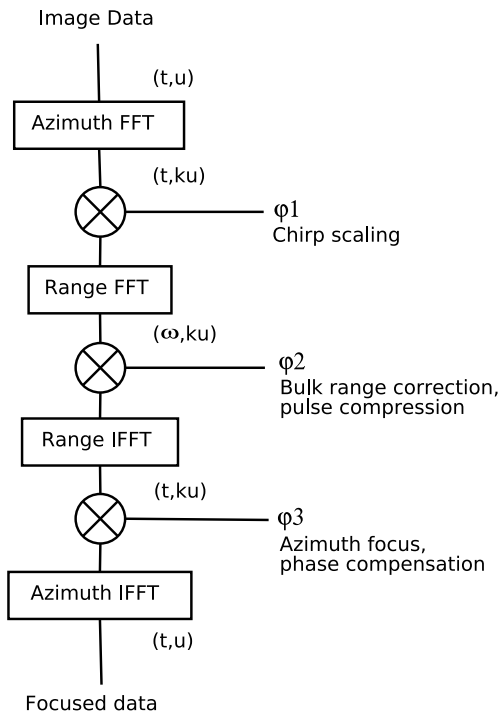 Image Data
(t,u)
Azimuth FFT
(t,ku)
φ1
Chirp scaling
Range FFT
(ω,ku)
φ2
Bulk range correction,
pulse compression
Range IFFT
(t,ku)
φ3
Azimuth focus,
phase compensation
Azimuth IFFT
(t,u)
Focused data